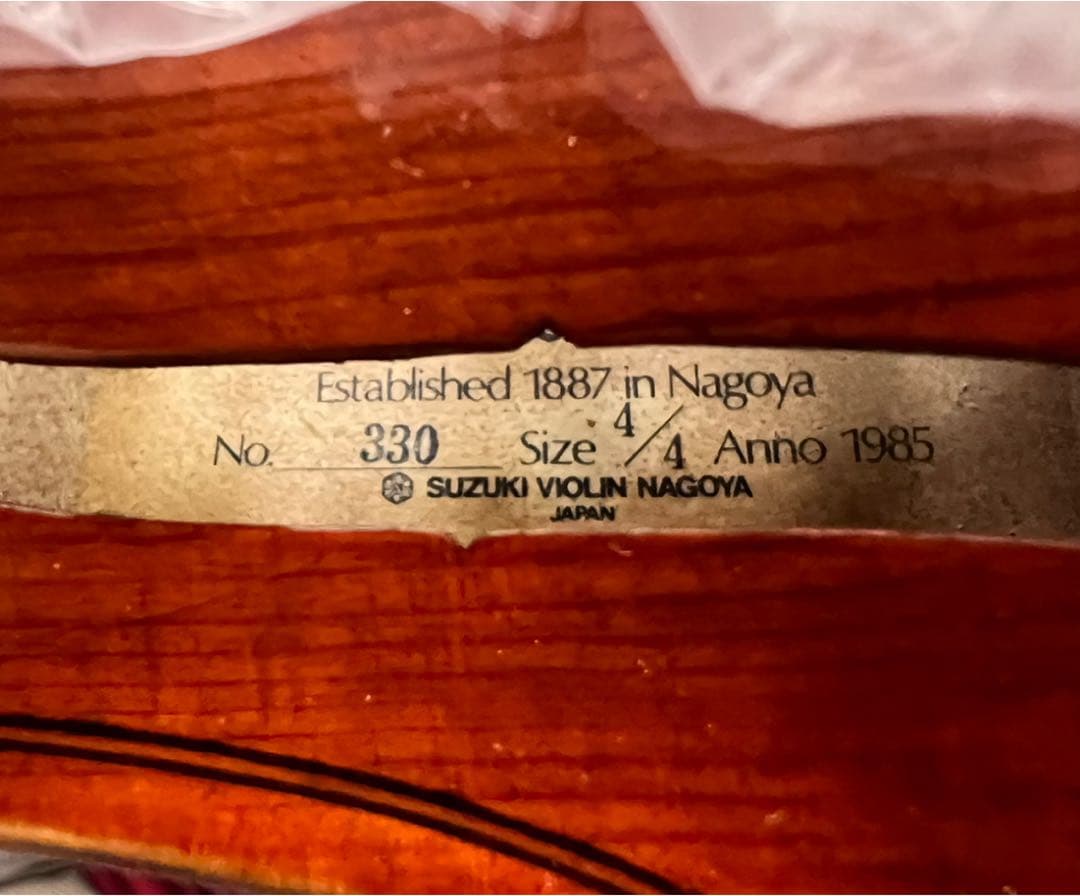 Established 1887 in Nagoya
No. 330 Size 4/4 Anno 1985
SUZUKI VIOLIN NAGOYA
JAPAN